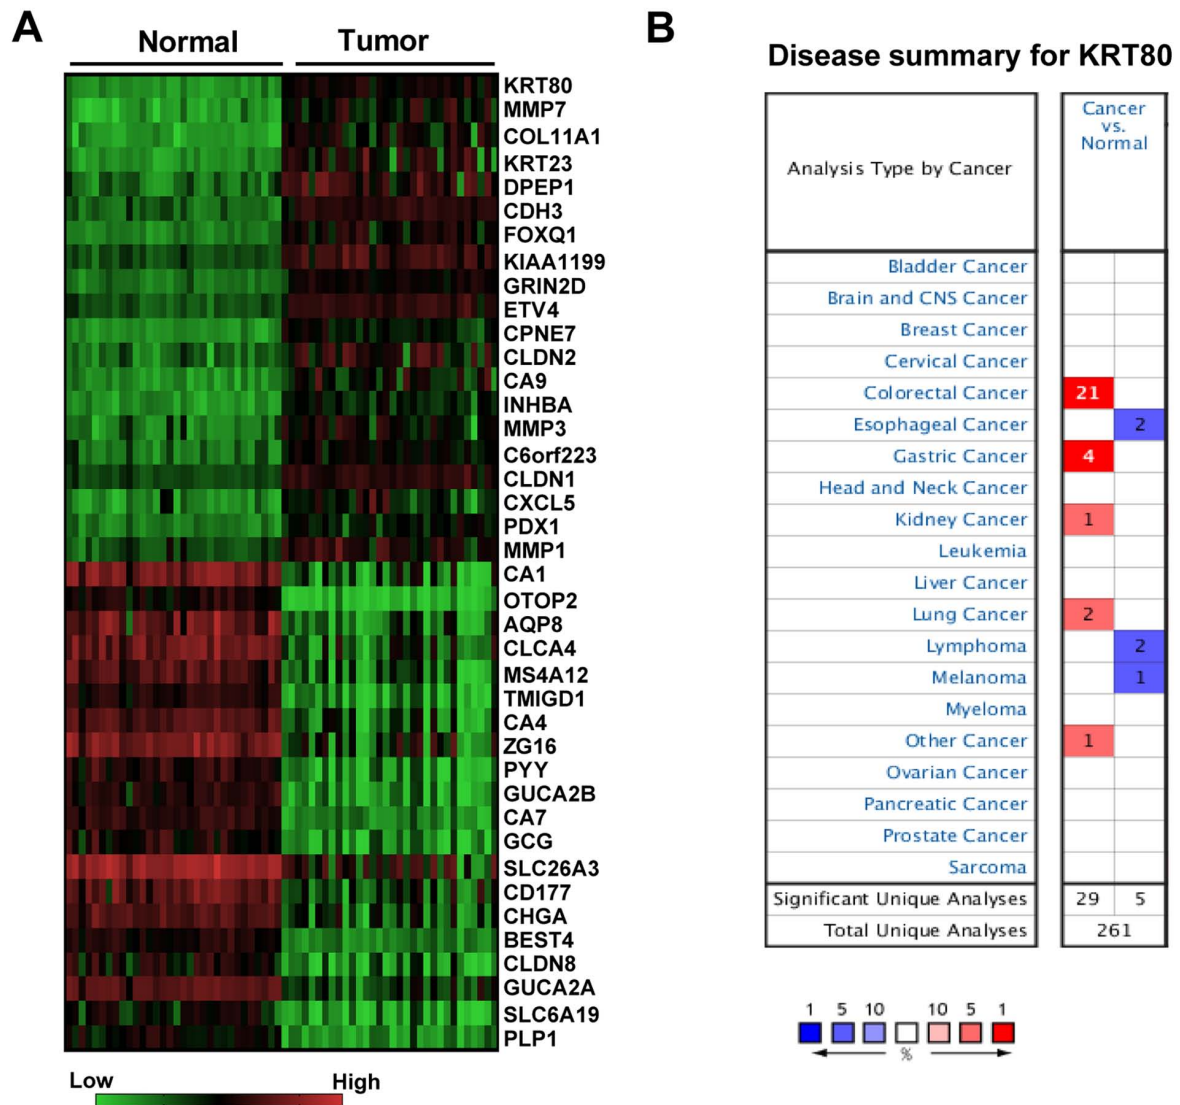 A
Normal Tumor
KRT80
MMP7
COL11A1
KRT23
DPEP1
CDH3
FOXQ1
KIAA1199
GRIN2D
ETV4
CPNE7
CLDN2
CA9
INHBA
MMP3
C6orf223
CLDN1
CXCL5
PDX1
MMP1
CA1
OTOP2
AQP8
CLCA4
MS4A12
TMIGD1
CA4
ZG16
PYY
GUCA2B
CA7
GCG
SLC26A3
CD177
CHGA
BEST4
CLDN8
GUCA2A
SLC6A19
PLP1
Low High
B
Disease summary for KRT80
Analysis Type by Cancer
Cancer
vs.
Normal
Bladder Cancer
Brain and CNS Cancer
Breast Cancer
Cervical Cancer
Colorectal Cancer 21
Esophageal Cancer 2
Gastric Cancer 4
Head and Neck Cancer
Kidney Cancer 1
Leukemia
Liver Cancer
Lung Cancer 2
Lymphoma 2
Melanoma 1
Myeloma
Other Cancer 1
Ovarian Cancer
Pancreatic Cancer
Prostate Cancer
Sarcoma
Significant Unique Analyses 29 5
Total Unique Analyses 261
1 5 10 10 5 1
%